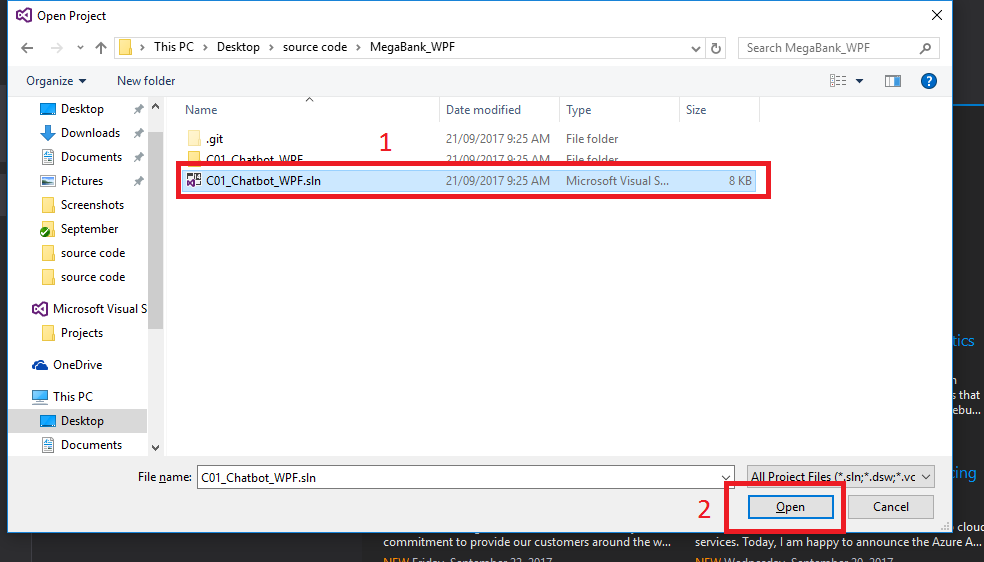 Open Project
This PC > Desktop > source code > MegaBank_WPF
Search MegaBank_WPF
Organize
New folder
Name
Date modified
Type
Size
Desktop
Downloads
Documents
Pictures
Screenshots
September
source code
source code
Microsoft Visual S
Projects
OneDrive
This PC
Desktop
Documents
1
.git 21/09/2017 9:25 AM File folder
C01_Chatbot_WPF 21/09/2017 9:25 AM File folder
C01_Chatbot_WPF.sln 21/09/2017 9:25 AM Microsoft Visual S... 8 KB
File name: C01_Chatbot_WPF.sln
All Project Files (*.sln;*.dsw;*.vc
2
Open
Cancel
tics
s that
ebu...
ting
o clou
commitment to provide our customers around the w...
services. Today, I am happy to announce the Azure A...
NEW Friday, September 22, 2017
NEW Wednesday, September 20, 2017